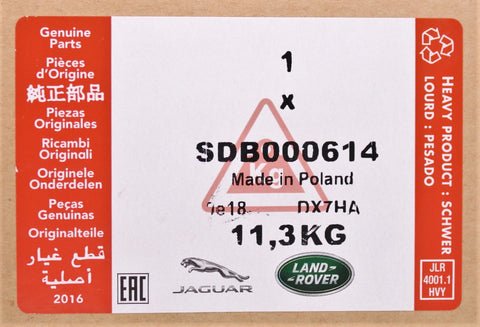 Genuine
Parts
Pièces
d'Origine
純正部品
Piezas
Originales
Ricambi
Originali
Originele
Onderdelen
Peças
Genuinas
Originalteile
قطع غيار
أصلية
2016
1
x
SDB000614
Kg
Made in Poland
1e18 DX7HA
11,3KG
EAC
JAGUAR
LAND-
ROVER
HEAVY PRODUCT : SCHWER
LOURD : PESADO
JLR
4001.1
HVY